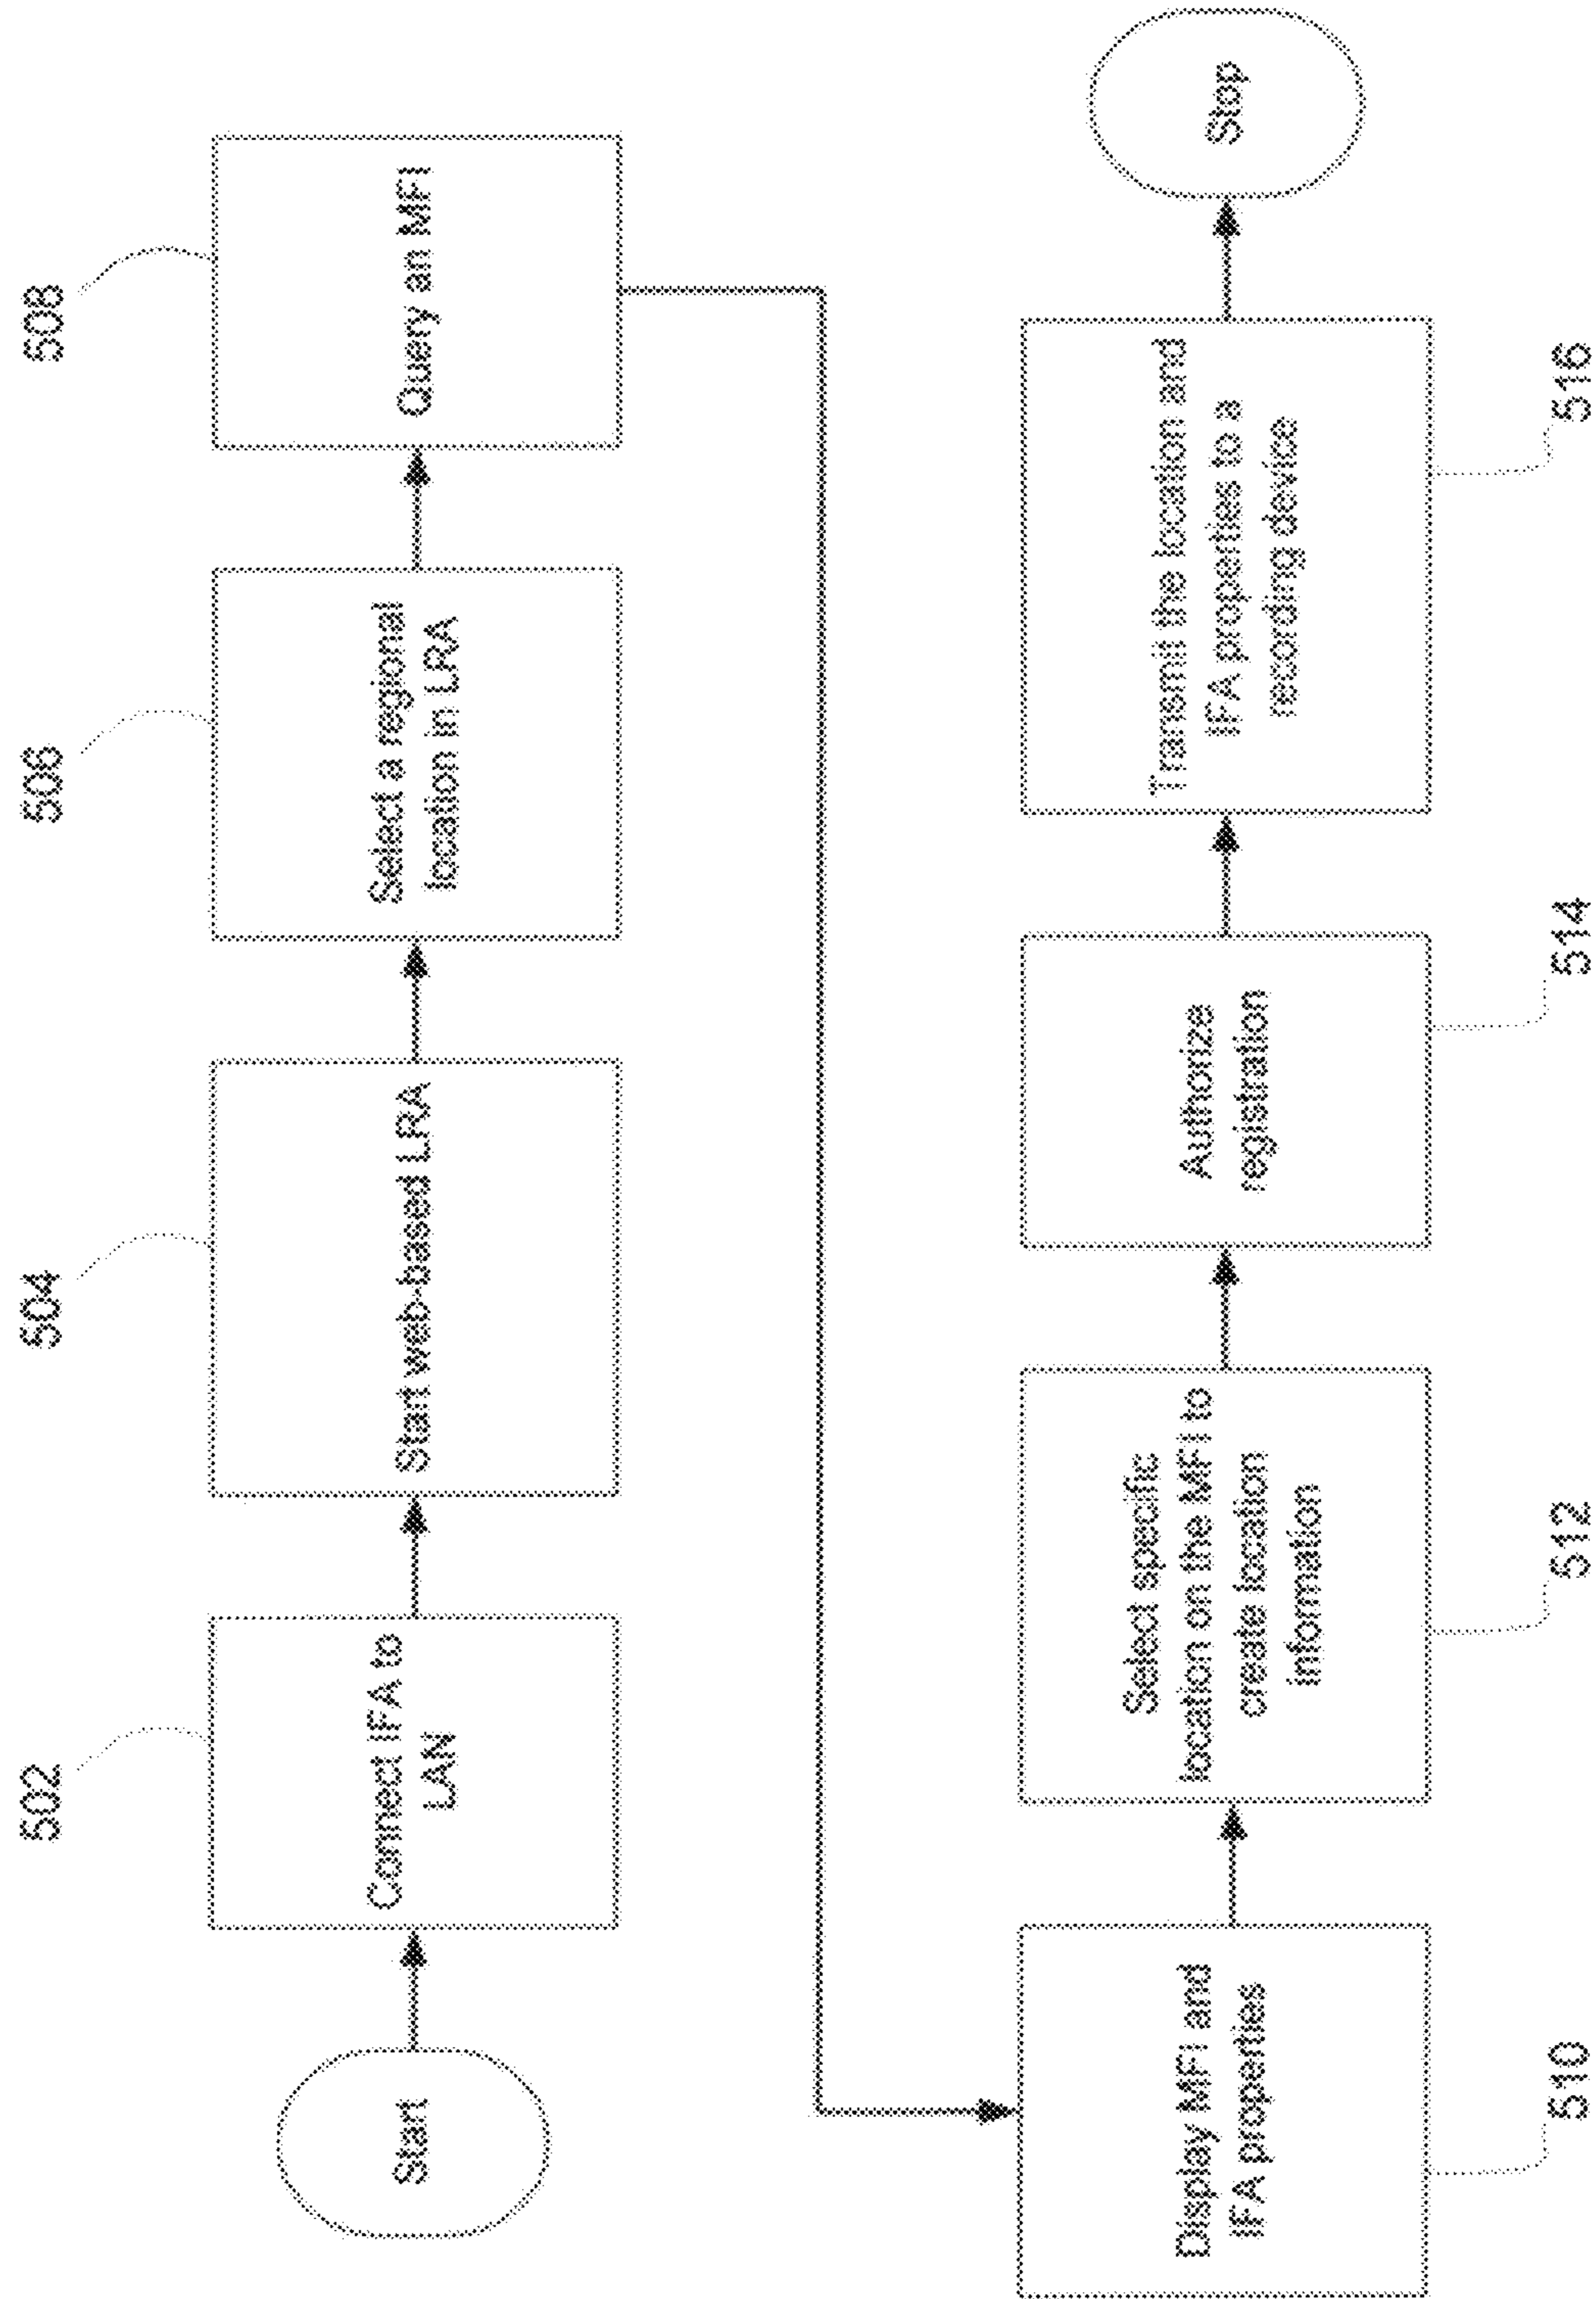 502
504
506
508
Start
Connect IFA to
LAN
Start web-based LRA
Select a regional
location in LRA
Query an MFI
Display MFI and
IFA properties
Select specific
location on the MFI to
create location
information
Authorize
registration
Transmit the location and
IFA properties to a
recording device
Stop
510
512
514
516